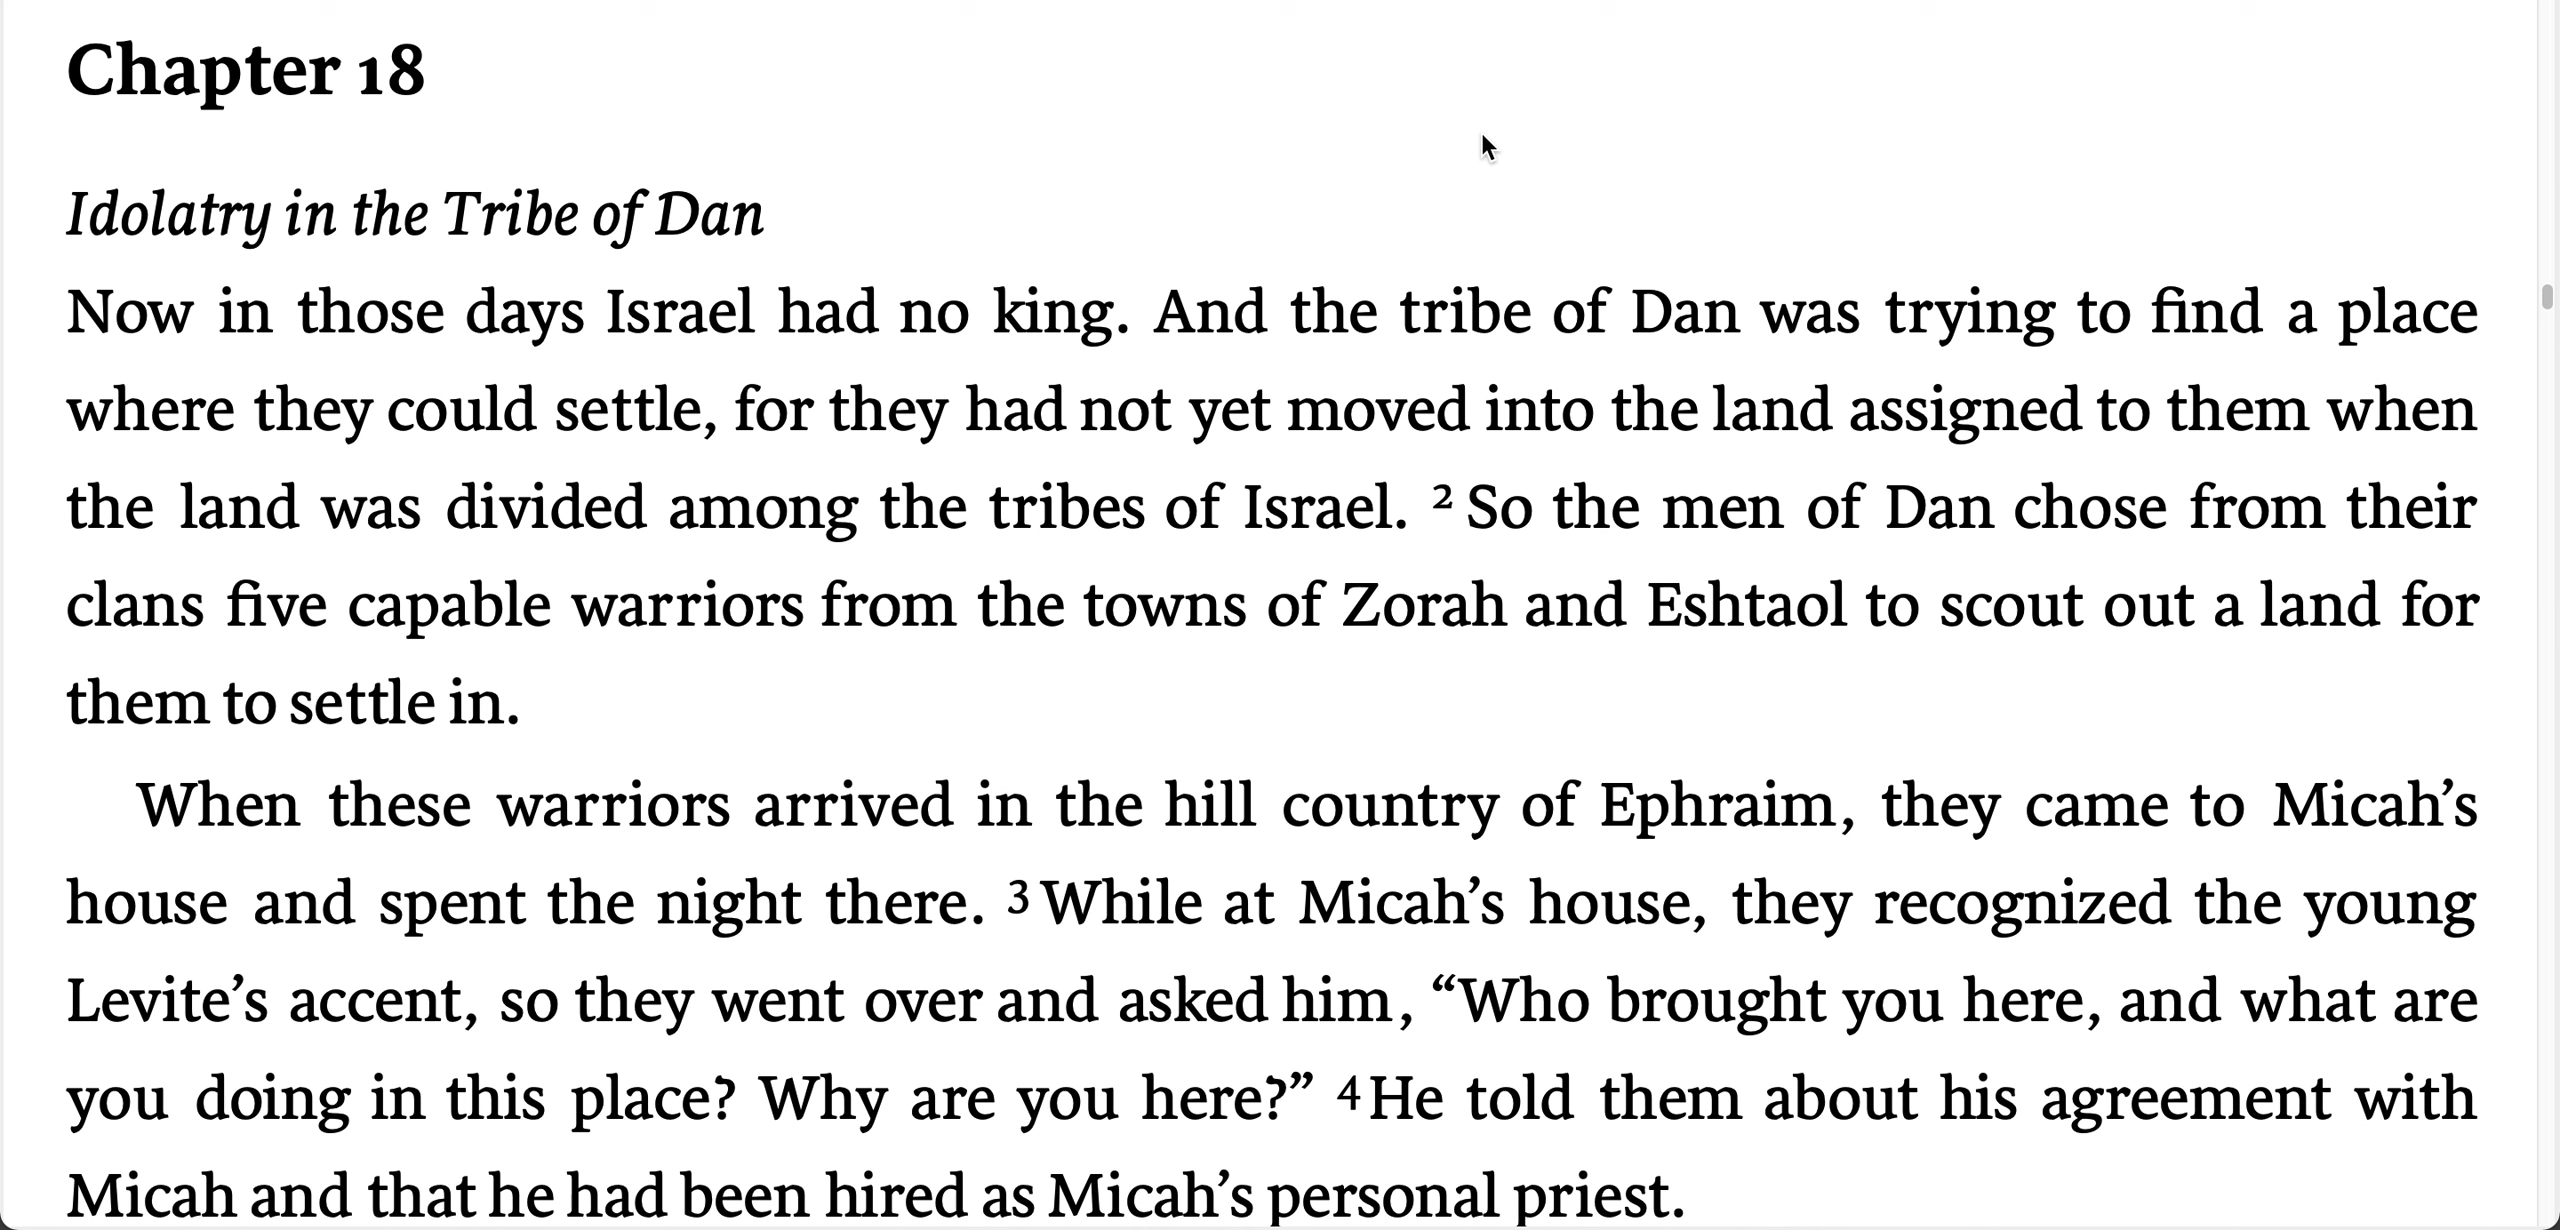 Chapter 18
Idolatry in the Tribe of Dan
Now in those days Israel had no king. And the tribe of Dan was trying to find a place
where they could settle, for they had not yet moved into the land assigned to them when
the land was divided among the tribes of Israel. ² So the men of Dan chose from their
clans five capable warriors from the towns of Zorah and Eshtaol to scout out a land for
them to settle in.
When these warriors arrived in the hill country of Ephraim, they came to Micah’s
house and spent the night there. ³ While at Micah’s house, they recognized the young
Levite’s accent, so they went over and asked him, “Who brought you here, and what are
you doing in this place? Why are you here?” ⁴ He told them about his agreement with
Micah and that he had been hired as Micah’s personal priest.